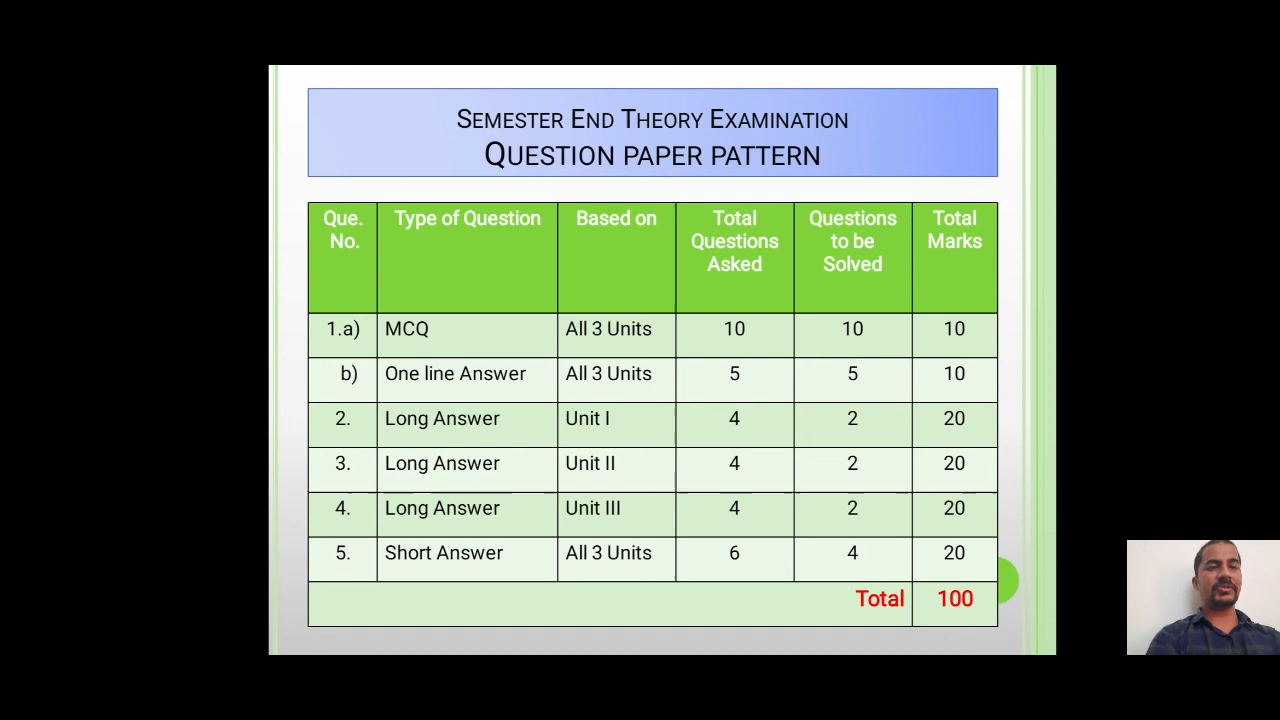 SEMESTER END THEORY EXAMINATION
QUESTION PAPER PATTERN
Que. No. Type of Question Based on Total Questions Asked Questions to be Solved Total Marks
1.a) MCQ All 3 Units 10 10 10
b) One line Answer All 3 Units 5 5 10
2. Long Answer Unit I 4 2 20
3. Long Answer Unit II 4 2 20
4. Long Answer Unit III 4 2 20
5. Short Answer All 3 Units 6 4 20
Total 100